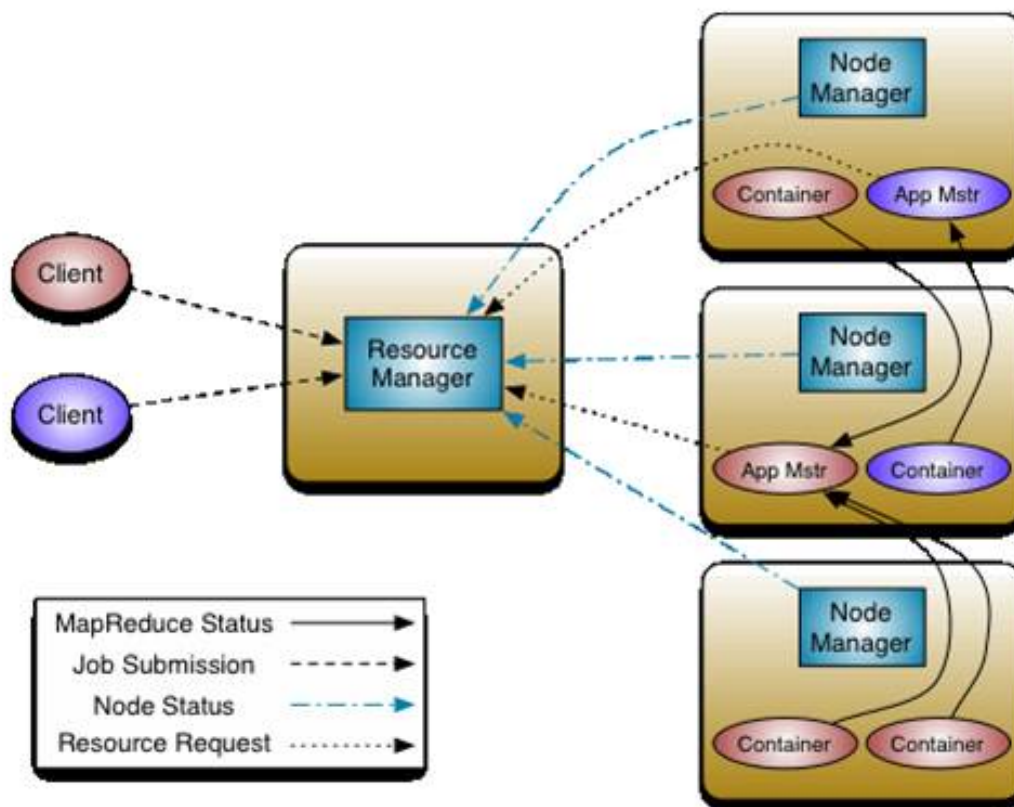 Node
Manager
Container
App Mstr
Client
Resource
Manager
Node
Manager
Client
App Mstr
Container
Node
Manager
MapReduce Status
Job Submission
Node Status
Resource Request
Container
Container